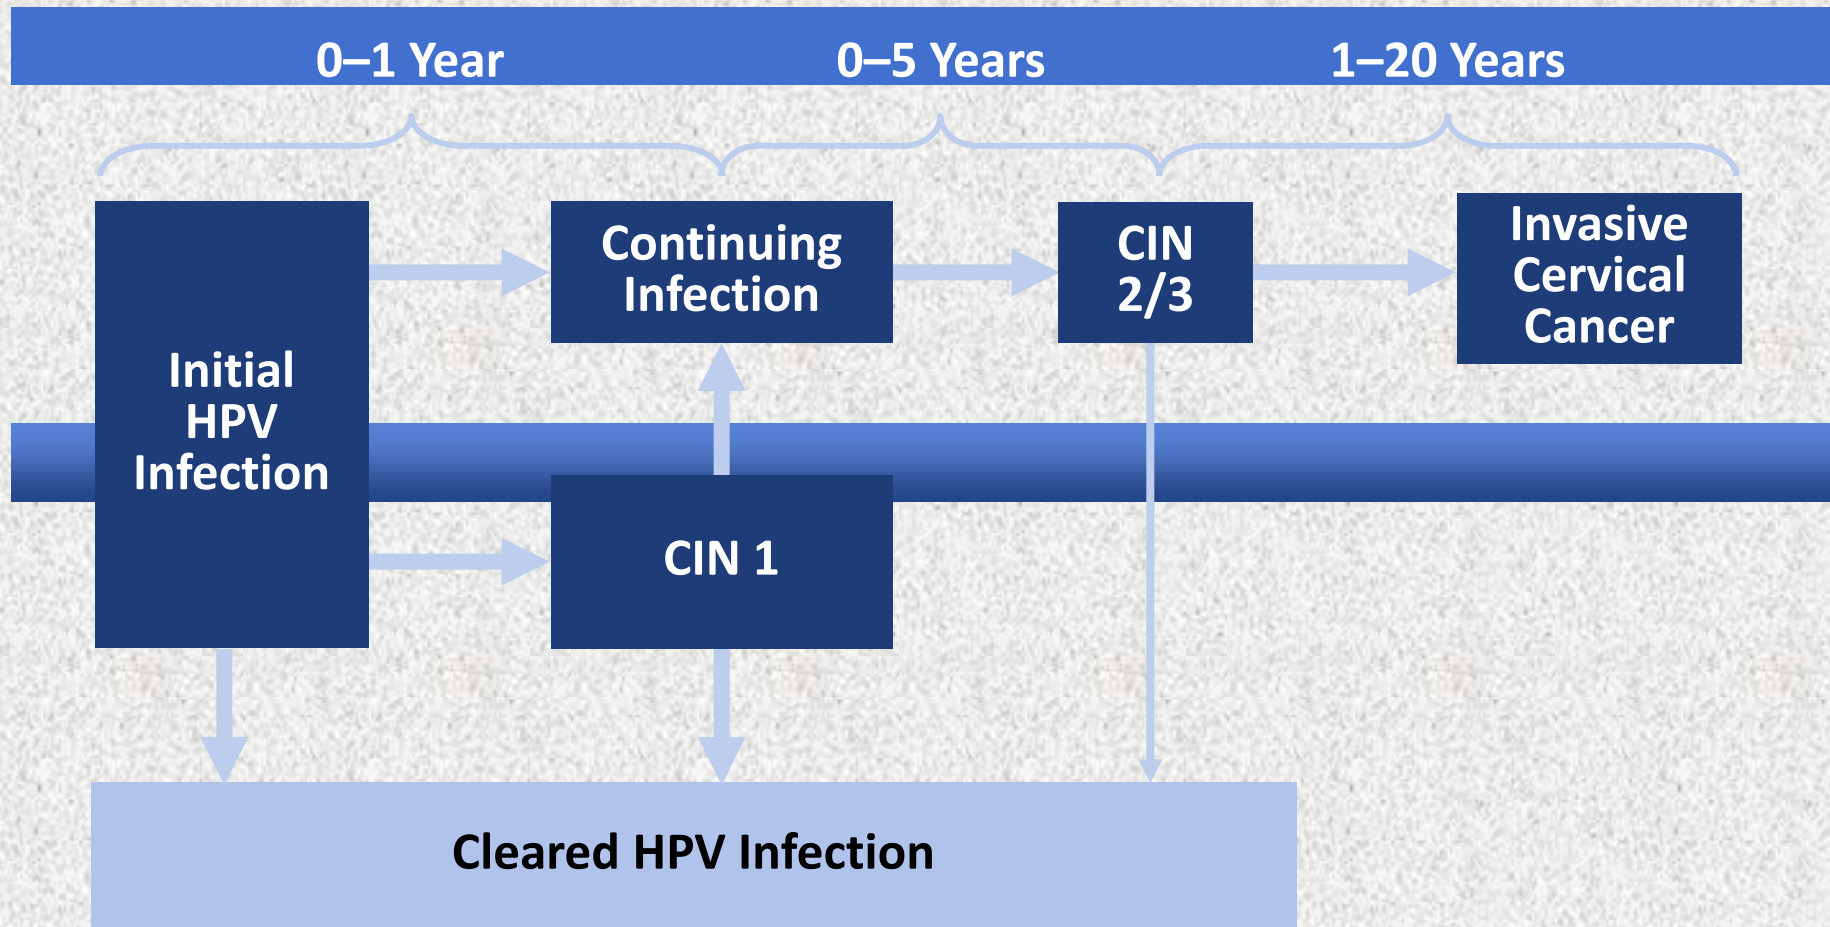 0–1 Year
0–5 Years
1–20 Years
Initial
HPV
Infection
Continuing
Infection
CIN
2/3
Invasive
Cervical
Cancer
CIN 1
Cleared HPV Infection